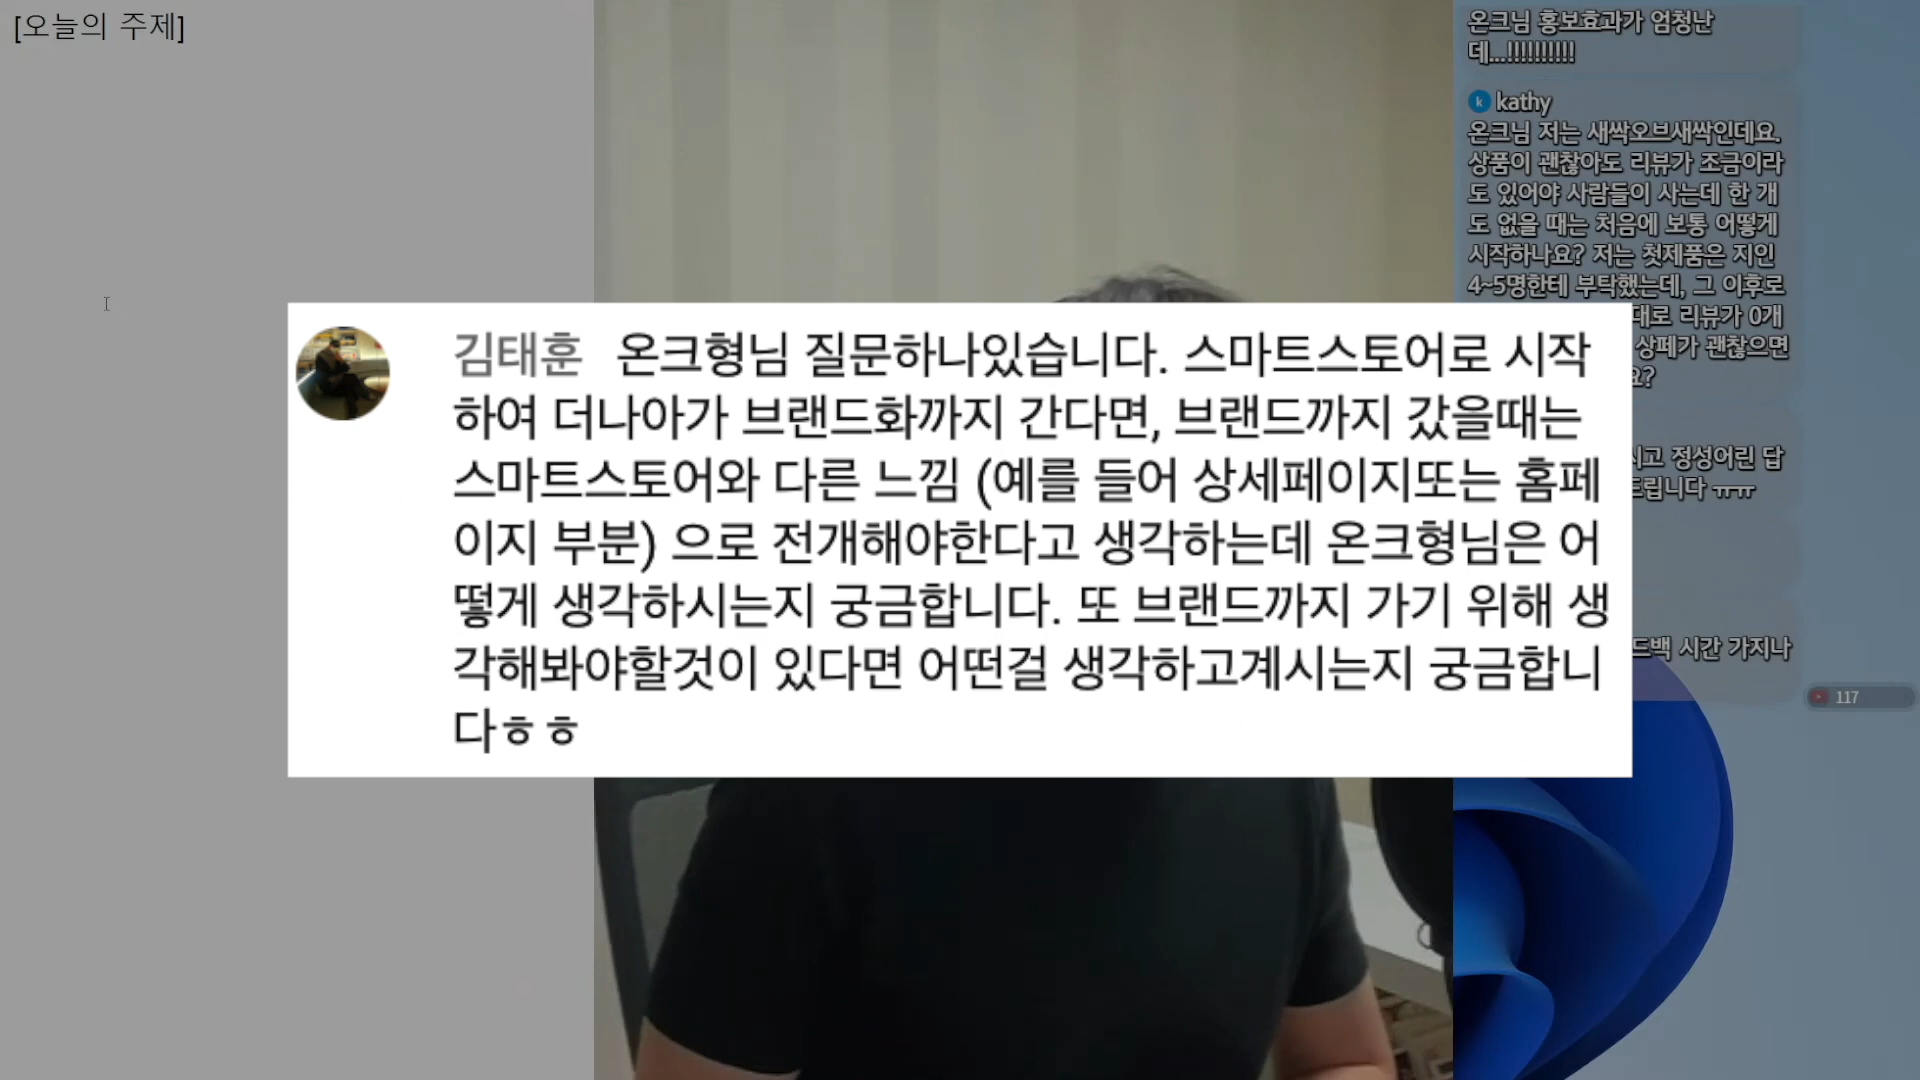 [오늘의 주제]
김태훈 온크형님 질문하나있습니다. 스마트스토어로 시작
하여 더나아가 브랜드화까지 간다면, 브랜드까지 갔을때는
스마트스토어와 다른 느낌 (예를 들어 상세페이지또는 홈페
이지 부분) 으로 전개해야한다고 생각하는데 온크형님은 어
떻게 생각하시는지 궁금합니다. 또 브랜드까지 가기 위해 생
각해봐야할것이 있다면 어떤걸 생각하고계시는지 궁금합니
다ㅎㅎ
온크님 홍보효과가 엄청난
데...!!!!!!!!!!
k kathy
온크님 저는 새싹오브새싹인데요.
상품이 괜찮아도 리뷰가 조금이라
도 있어야 사람들이 사는데 한 개
도 없을 때는 처음에 보통 어떻게
시작하나요? 저는 첫제품은 지인
4~5명한테 부탁했는데, 그 이후로
대로 리뷰가 0개
상페가 괜찮으면
요?
시고 정성어린 답
드립니다 ㅠㅠ
드백 시간 가지나
117